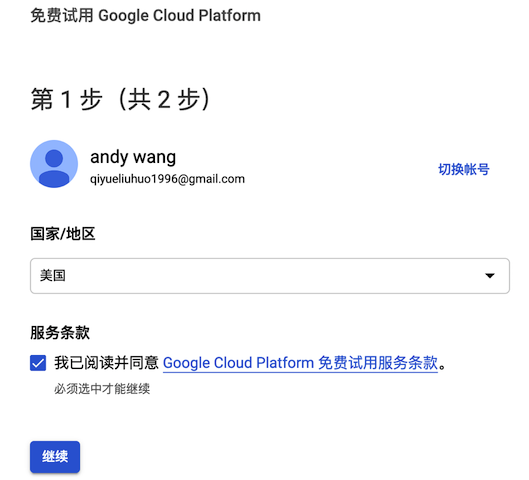 免费试用 Google Cloud Platform
第 1 步（共 2 步）
andy wang
qiyueliuhuo1996@gmail.com
切换帐号
国家/地区
美国
服务条款
我已阅读并同意 Google Cloud Platform 免费试用服务条款。
必须选中才能继续
继续